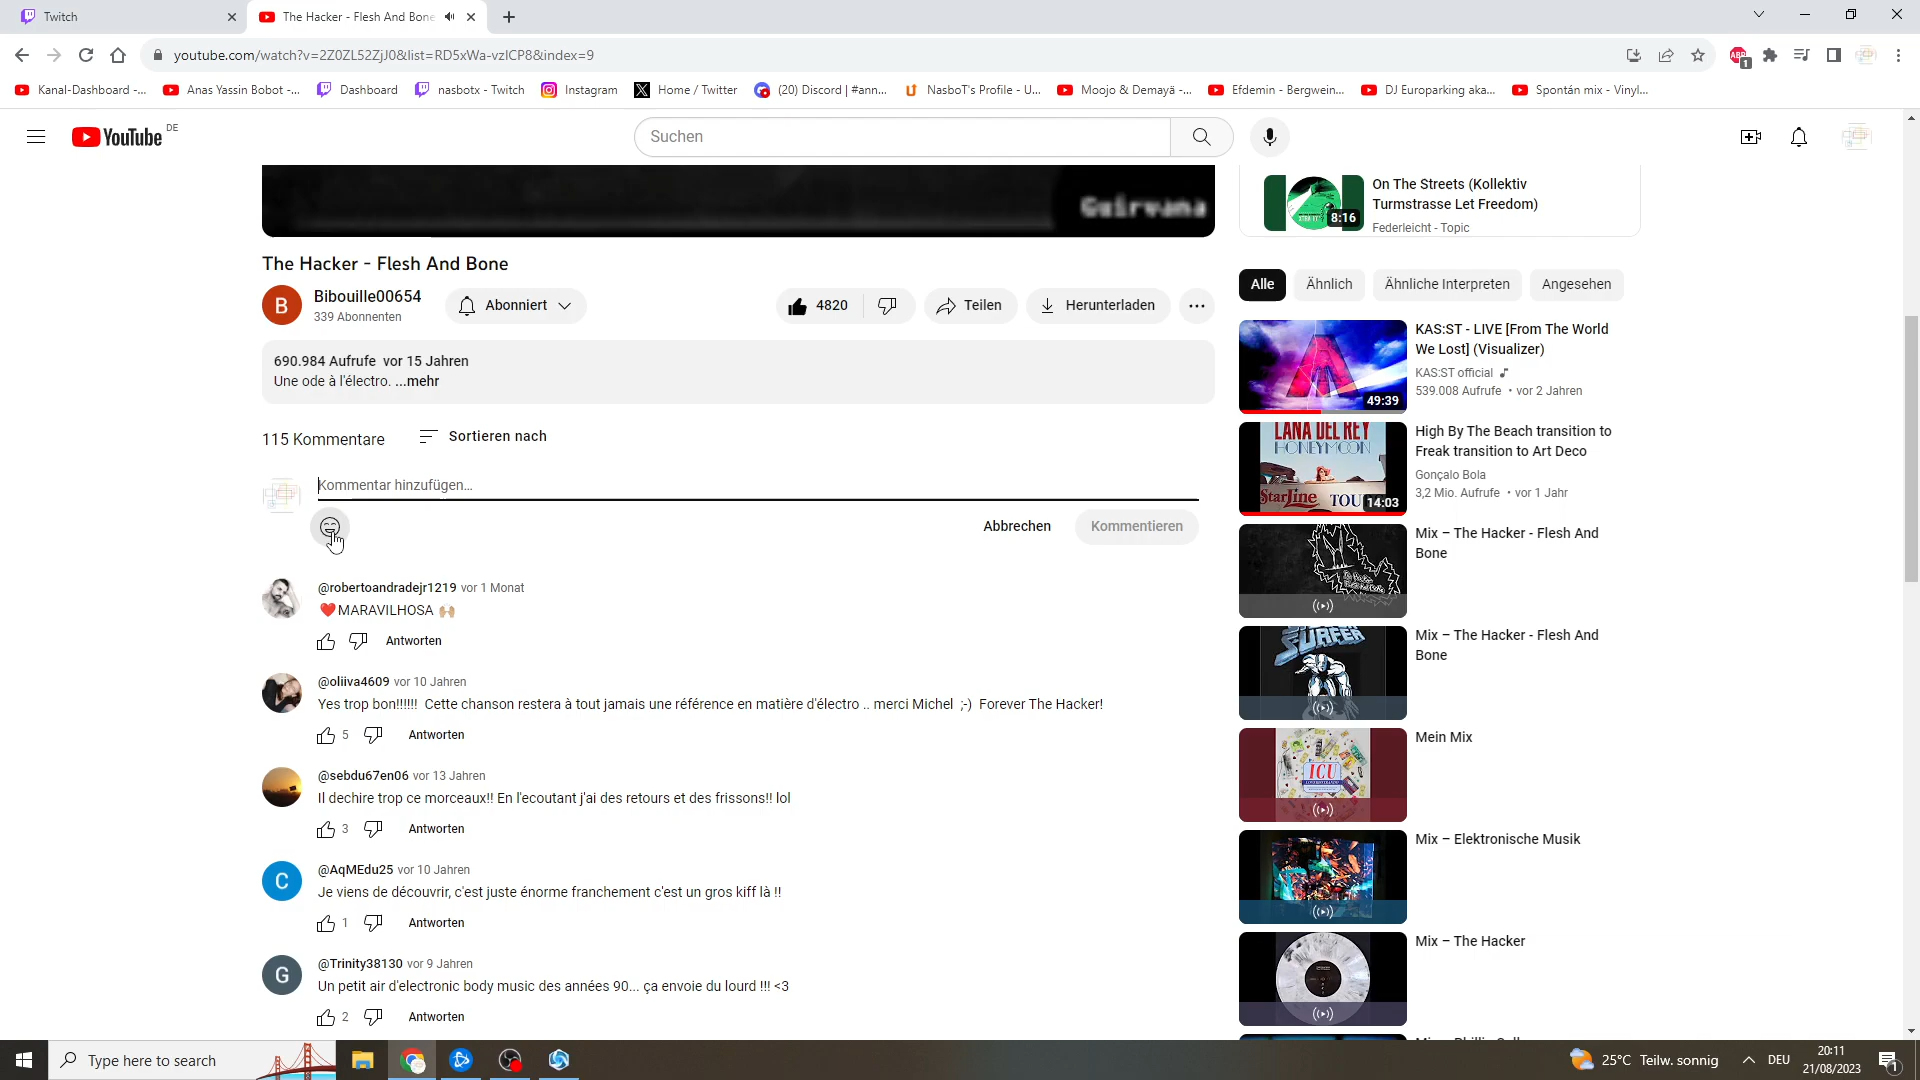 Twitch
The Hacker - Flesh And Bone
youtube.com/watch?v=2Z0ZL52ZjJ0&list=RD5xWa-vzlCP8&index=9
ABP
1
Kanal-Dashboard -...
Anas Yassin Bobot -...
Dashboard
nasbotx - Twitch
Instagram
Home / Twitter
(20) Discord | #ann...
NasboT's Profile - U...
Moojo & Demayä -...
Efdemin - Bergwein...
DJ Europarking aka...
Spontán mix - Vinyl...
YouTube DE
Suchen
Guirvana
On The Streets (Kollektiv
Turmstrasse Let Freedom)
Federleicht - Topic
8:16
The Hacker - Flesh And Bone
B
Bibouille00654
339 Abonnenten
Abonniert
4820
Teilen
Herunterladen
690.984 Aufrufe vor 15 Jahren
Une ode à l'électro. ...mehr
115 Kommentare
Sortieren nach
Kommentar hinzufügen...
Abbrechen
Kommentieren
@robertoandradejr1219 vor 1 Monat
❤️MARAVILHOSA 🙌🏼
Antworten
@oliiva4609 vor 10 Jahren
Yes trop bon!!!!!! Cette chanson restera à tout jamais une référence en matière d'électro .. merci Michel ;-) Forever The Hacker!
5
Antworten
@sebdu67en06 vor 13 Jahren
Il dechire trop ce morceaux!! En l'ecoutant j'ai des retours et des frissons!! lol
3
Antworten
C
@AqMEdu25 vor 10 Jahren
Je viens de découvrir, c'est juste énorme franchement c'est un gros kiff là !!
1
Antworten
G
@Trinity38130 vor 9 Jahren
Un petit air d'electronic body music des années 90... ça envoie du lourd !!! <3
2
Antworten
Alle
Ähnlich
Ähnliche Interpreten
Angesehen
49:39
KAS:ST - LIVE [From The World
We Lost] (Visualizer)
KAS:ST official
539.008 Aufrufe • vor 2 Jahren
LANA DEL REY
HONEYMOON
StarLine TOU
14:03
High By The Beach transition to
Freak transition to Art Deco
Gonçalo Bola
3,2 Mio. Aufrufe • vor 1 Jahr
Mix – The Hacker - Flesh And
Bone
SURFER
Mix – The Hacker - Flesh And
Bone
ICU
Mein Mix
Mix – Elektronische Musik
Mix – The Hacker
Type here to search
25°C Teilw. sonnig
DEU
20:11
21/08/2023
1